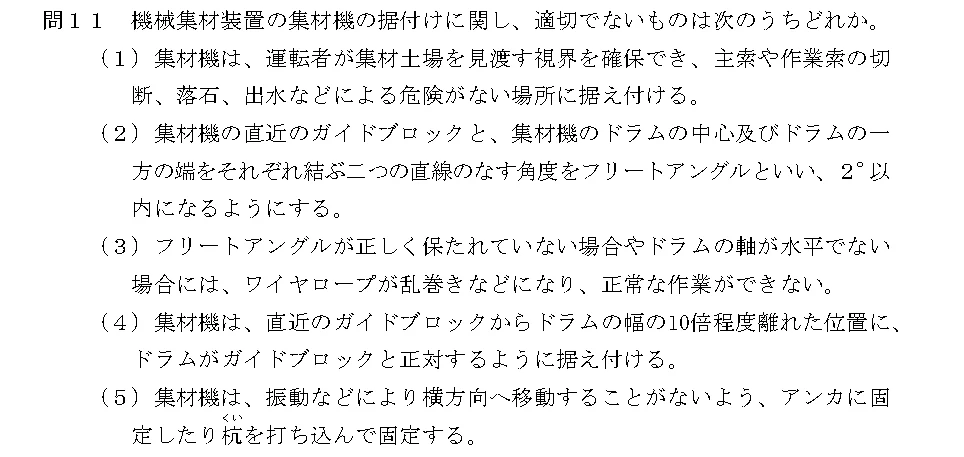 問１１　機械集材装置の集材機の据付けに関し、適切でないものは次のうちどれか。
（１）集材機は、運転者が集材土場を見渡す視界を確保でき、主索や作業索の切
断、落石、出水などによる危険がない場所に据え付ける。
（２）集材機の直近のガイドブロックと、集材機のドラムの中心及びドラムの一
方の端をそれぞれ結ぶ二つの直線のなす角度をフリートアングルといい、２°以
内になるようにする。
（３）フリートアングルが正しく保たれていない場合やドラムの軸が水平でない
場合には、ワイヤロープが乱巻きなどになり、正常な作業ができない。
（４）集材機は、直近のガイドブロックからドラムの幅の10倍程度離れた位置に、
ドラムがガイドブロックと正対するように据え付ける。
（５）集材機は、振動などにより横方向へ移動することがないよう、アンカに固
くい
定したり杭を打ち込んで固定する。